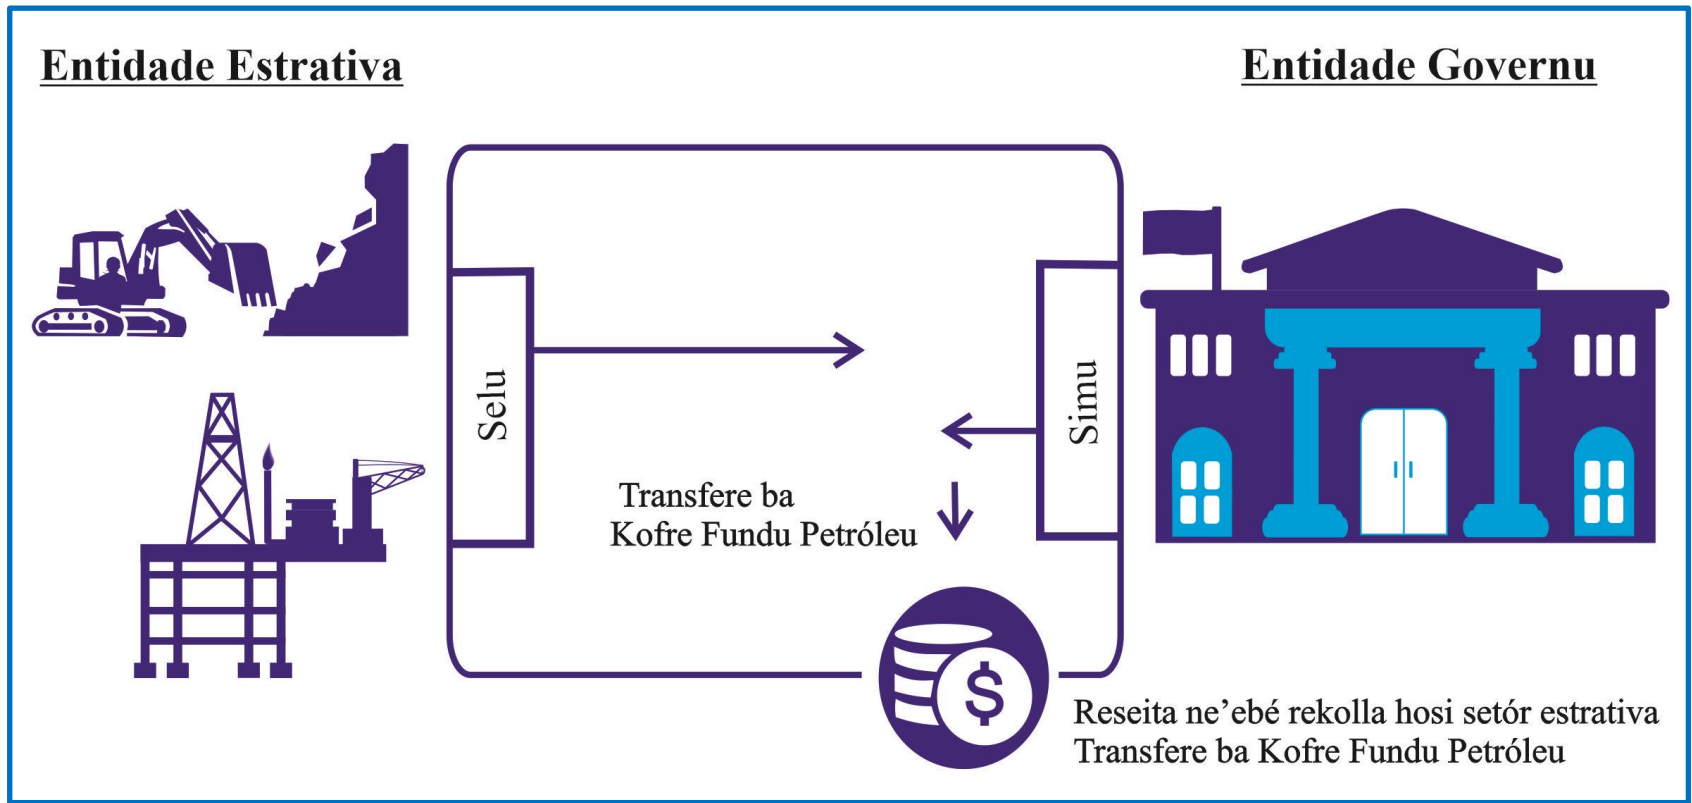 Entidade Estrativa
Entidade Governu
Selu
Simu
Transfere ba
Kofre Fundu Petróleu
$
Reseita ne’ebé rekolla hosi setór estrativa
Transfere ba Kofre Fundu Petróleu